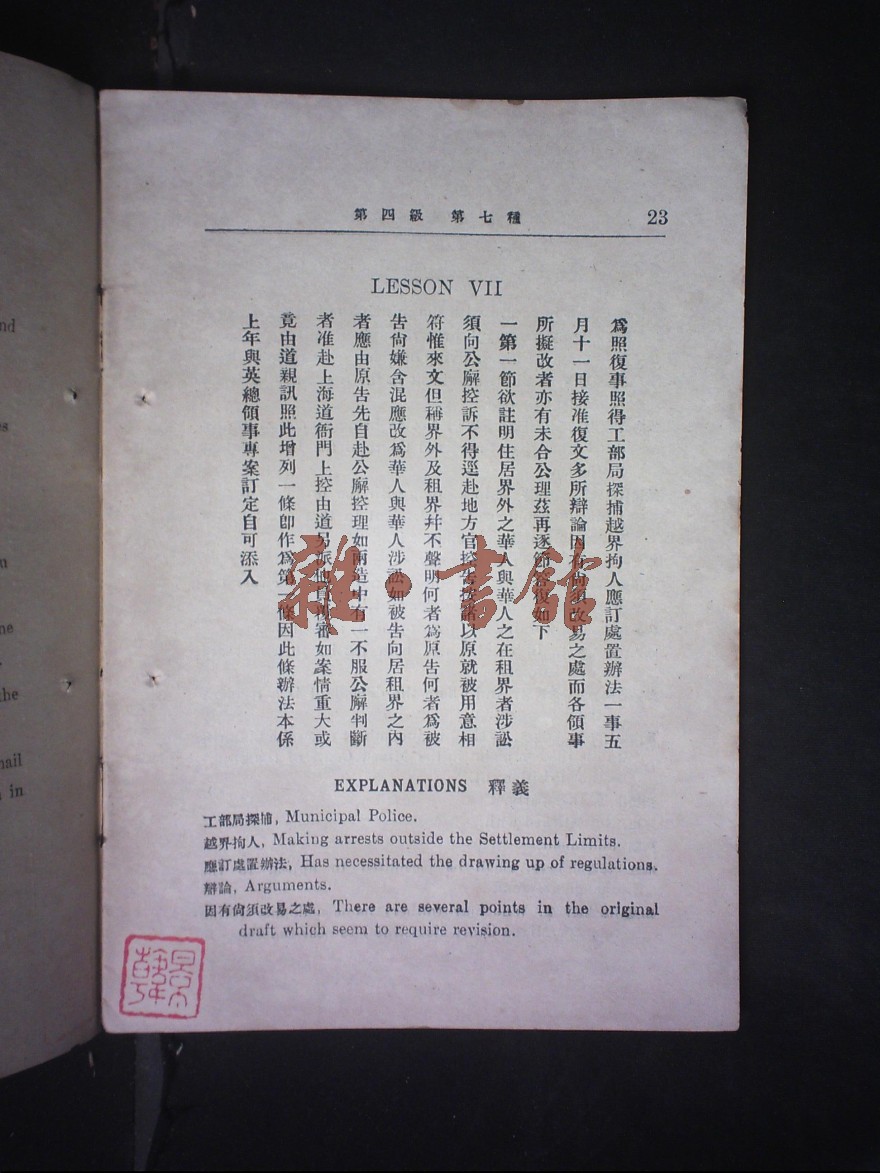 第四級 第七種 23
LESSON VII
爲照復事照得工部局探捕越界拘人應訂處置辦法一事五
月十一日接准復文多所辯論因有尙須改易之處而各領事
所擬改者亦有未合公理茲再逐節答復如下
一第一節欲註明住居界外之華人與華人之在租界者涉訟
須向公廨控訴不得逕赴地方官控告按諸以原就被用意相
符惟來文但稱界外及租界幷不聲明何者爲原告何者爲被
告尙嫌含混應改爲華人與華人涉訟如被告向居租界之內
者應由原告先自赴公廨控理如兩造中有一不服公廨判斷
者准赴上海道衙門上控由道另派他員覆審如案情重大或
竟由道親訊照此增列一條卽作爲第一條因此條辦法本係
上年與英總領事專案訂定自可添入
EXPLANATIONS 釋義
工部局探捕, Municipal Police.
越界拘人, Making arrests outside the Settlement Limits.
應訂處置辦法, Has necessitated the drawing up of regulations.
辯論, Arguments.
因有尙須改易之處, There are several points in the original
draft which seem to require revision.
雜·書館
nd
es
u
me
the
nail
in